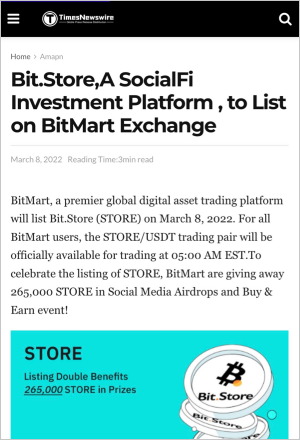 TimesNewswire
Home > Amapn
Bit.Store,A SocialFi
Investment Platform , to List
on BitMart Exchange
March 8, 2022 Reading Time:3min read
BitMart, a premier global digital asset trading platform
will list Bit.Store (STORE) on March 8, 2022. For all
BitMart users, the STORE/USDT trading pair will be
officially available for trading at 05:00 AM EST.To
celebrate the listing of STORE, BitMart are giving away
265,000 STORE in Social Media Airdrops and Buy &
Earn event!
STORE
Listing Double Benefits
265,000 STORE in Prizes
Bit.Store
Bit.Store